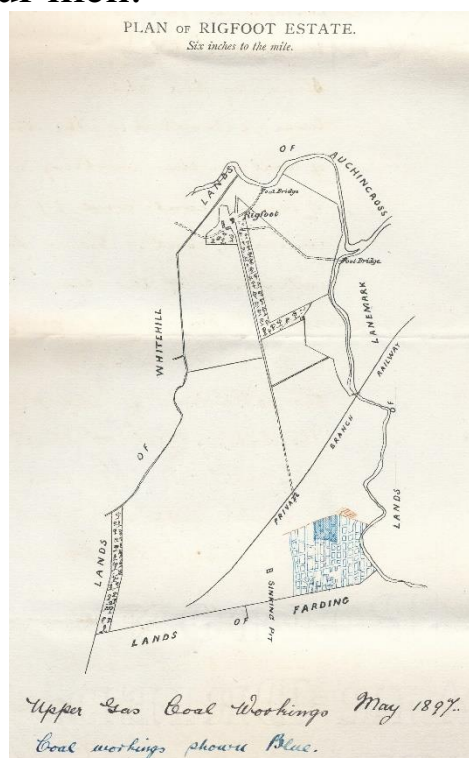 PLAN OF RIGFOOT ESTATE.
Six inches to the mile.
LANDS OF AUCHINCROSS
Foot Bridge
Rigfoot
Foot Bridge
LANDS OF WHITEHILL
LANDS OF LANEMARK
PRIVATE BRANCH RAILWAY
SINKING PIT
LANDS OF FARDING
Upper Gas Coal Workings May 1897.
Coal workings shown Blue.